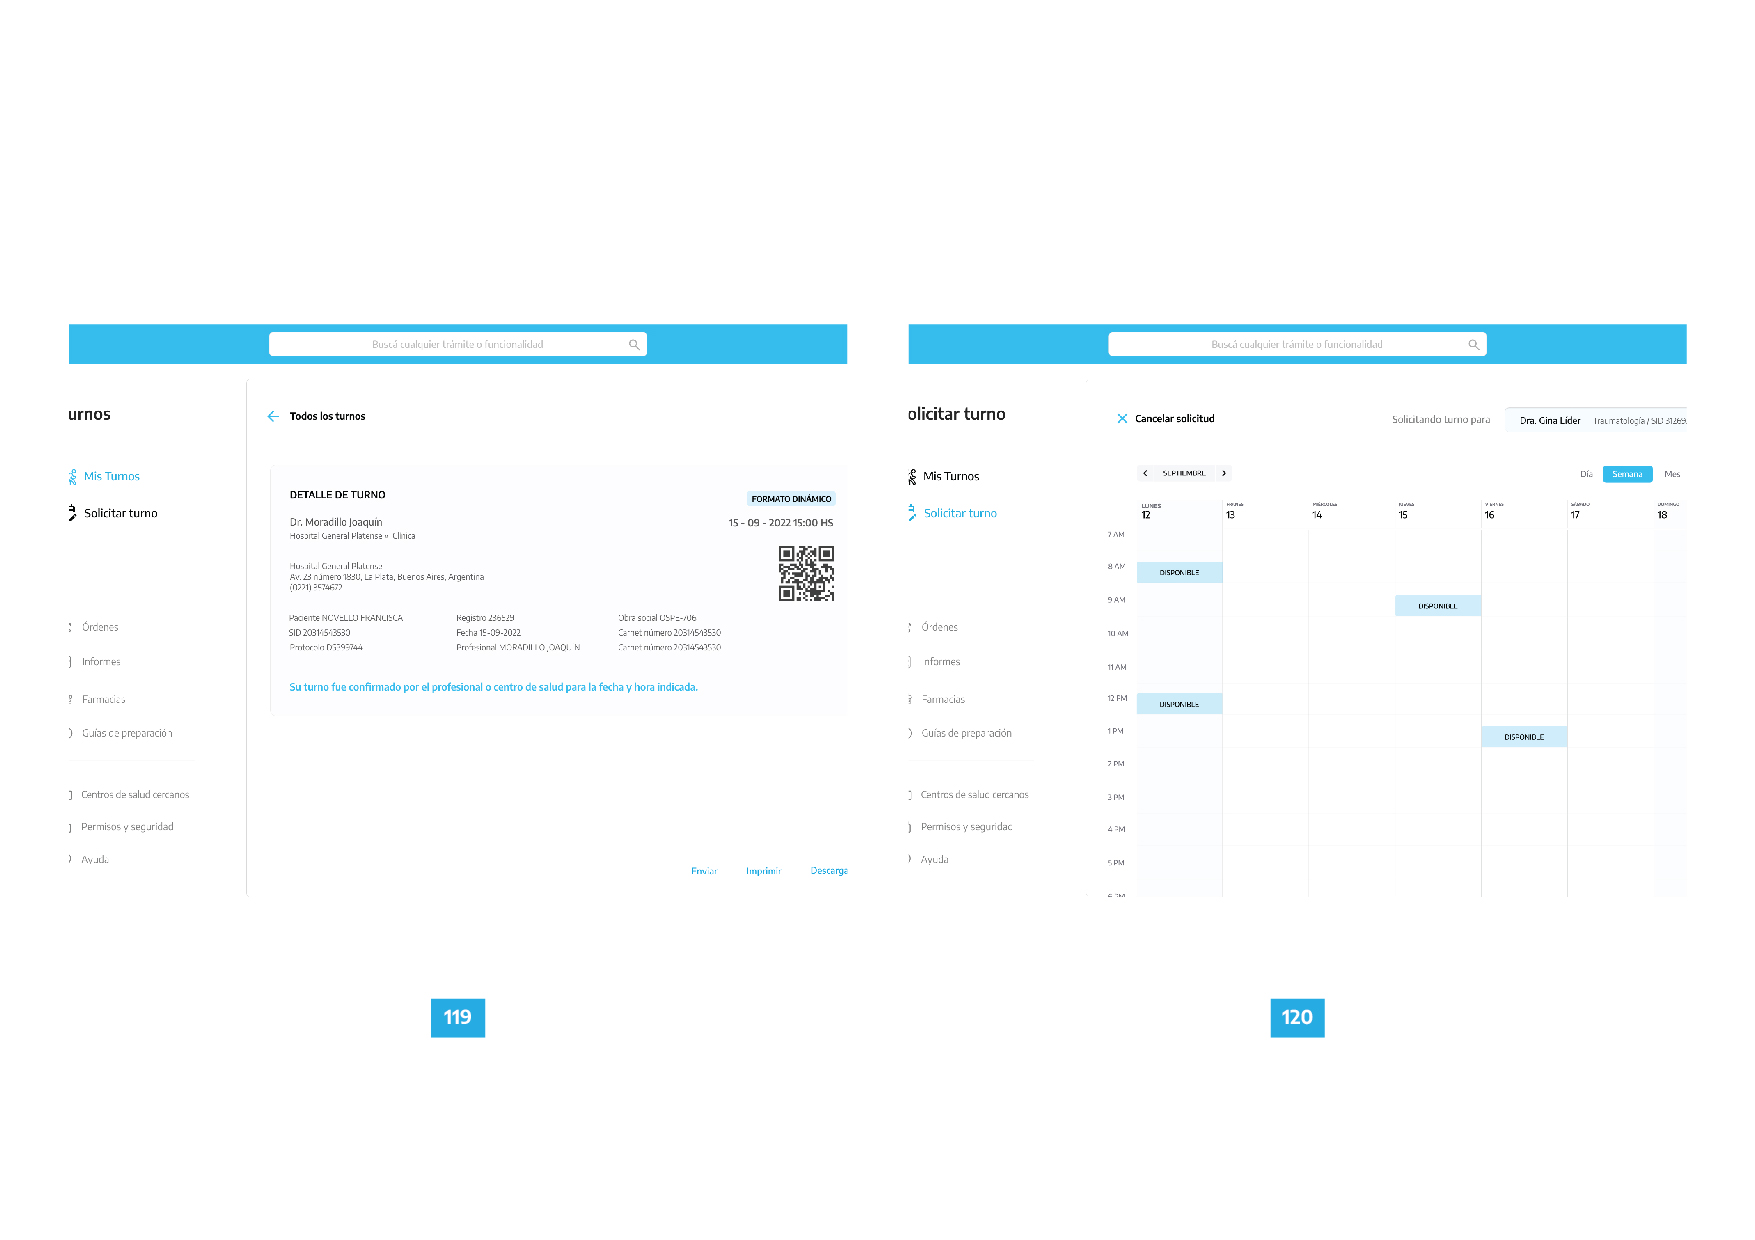 Buscá cualquier trámite o funcionalidad
urnos
Todos los turnos
Mis Turnos
Solicitar turno
DETALLE DE TURNO
FORMATO DINÁMICO
Dr. Moradillo Joaquín
15 - 09 - 2022 15:00 HS
Hospital General Platense - Clínica
Hospital General Platense
Av. 23 número 1830, La Plata, Buenos Aires, Argentina
(0221) 9574672
Paciente NOVELLO FRANCISCA
Registro 236629
Obra social OSPE-706
SID 20314543530
Fecha 15-09-2022
Carnet número 20314543530
Protocolo D5399744
Profesional MORADILLO JOAQUIN
Carnet número 20314543530
Su turno fue confirmado por el profesional o centro de salud para la fecha y hora indicada.
Órdenes
Informes
Farmacias
Guías de preparación
Centros de salud cercanos
Permisos y seguridad
Ayuda
Enviar Imprimir Descarga
119
Buscá cualquier trámite o funcionalidad
olicitar turno
Cancelar solicitud
Solicitando turno para
Dra. Gina Líder Traumatología / SID 31269
Mis Turnos
Solicitar turno
SEPTIEMBRE
Día Semana Mes
LUNES MARTES MIÉRCOLES JUEVES VIERNES SÁBADO DOMINGO
12 13 14 15 16 17 18
7 AM
8 AM DISPONIBLE
9 AM DISPONIBLE
10 AM
11 AM
12 PM DISPONIBLE
1 PM DISPONIBLE
2 PM
3 PM
4 PM
5 PM
6 PM
Órdenes
Informes
Farmacias
Guías de preparación
Centros de salud cercanos
Permisos y seguridad
Ayuda
120